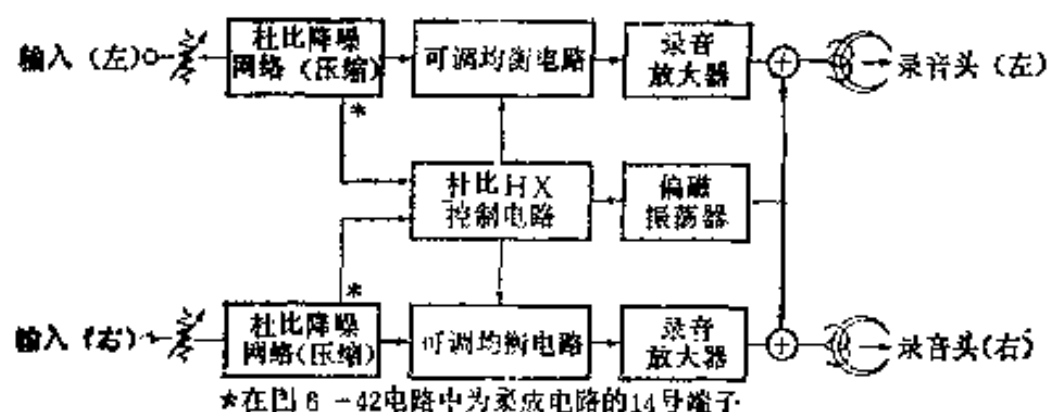 输入（左）
杜比降噪
网络（压缩）
可调均衡电路
录音
放大器
录音头（左）
*
杜比HX
控制电路
偏磁
振荡器
*
输入（右）
杜比降噪
网络（压缩）
可调均衡电路
录音
放大器
录音头（右）
*在图6-42电路中为集成电路的14号端子